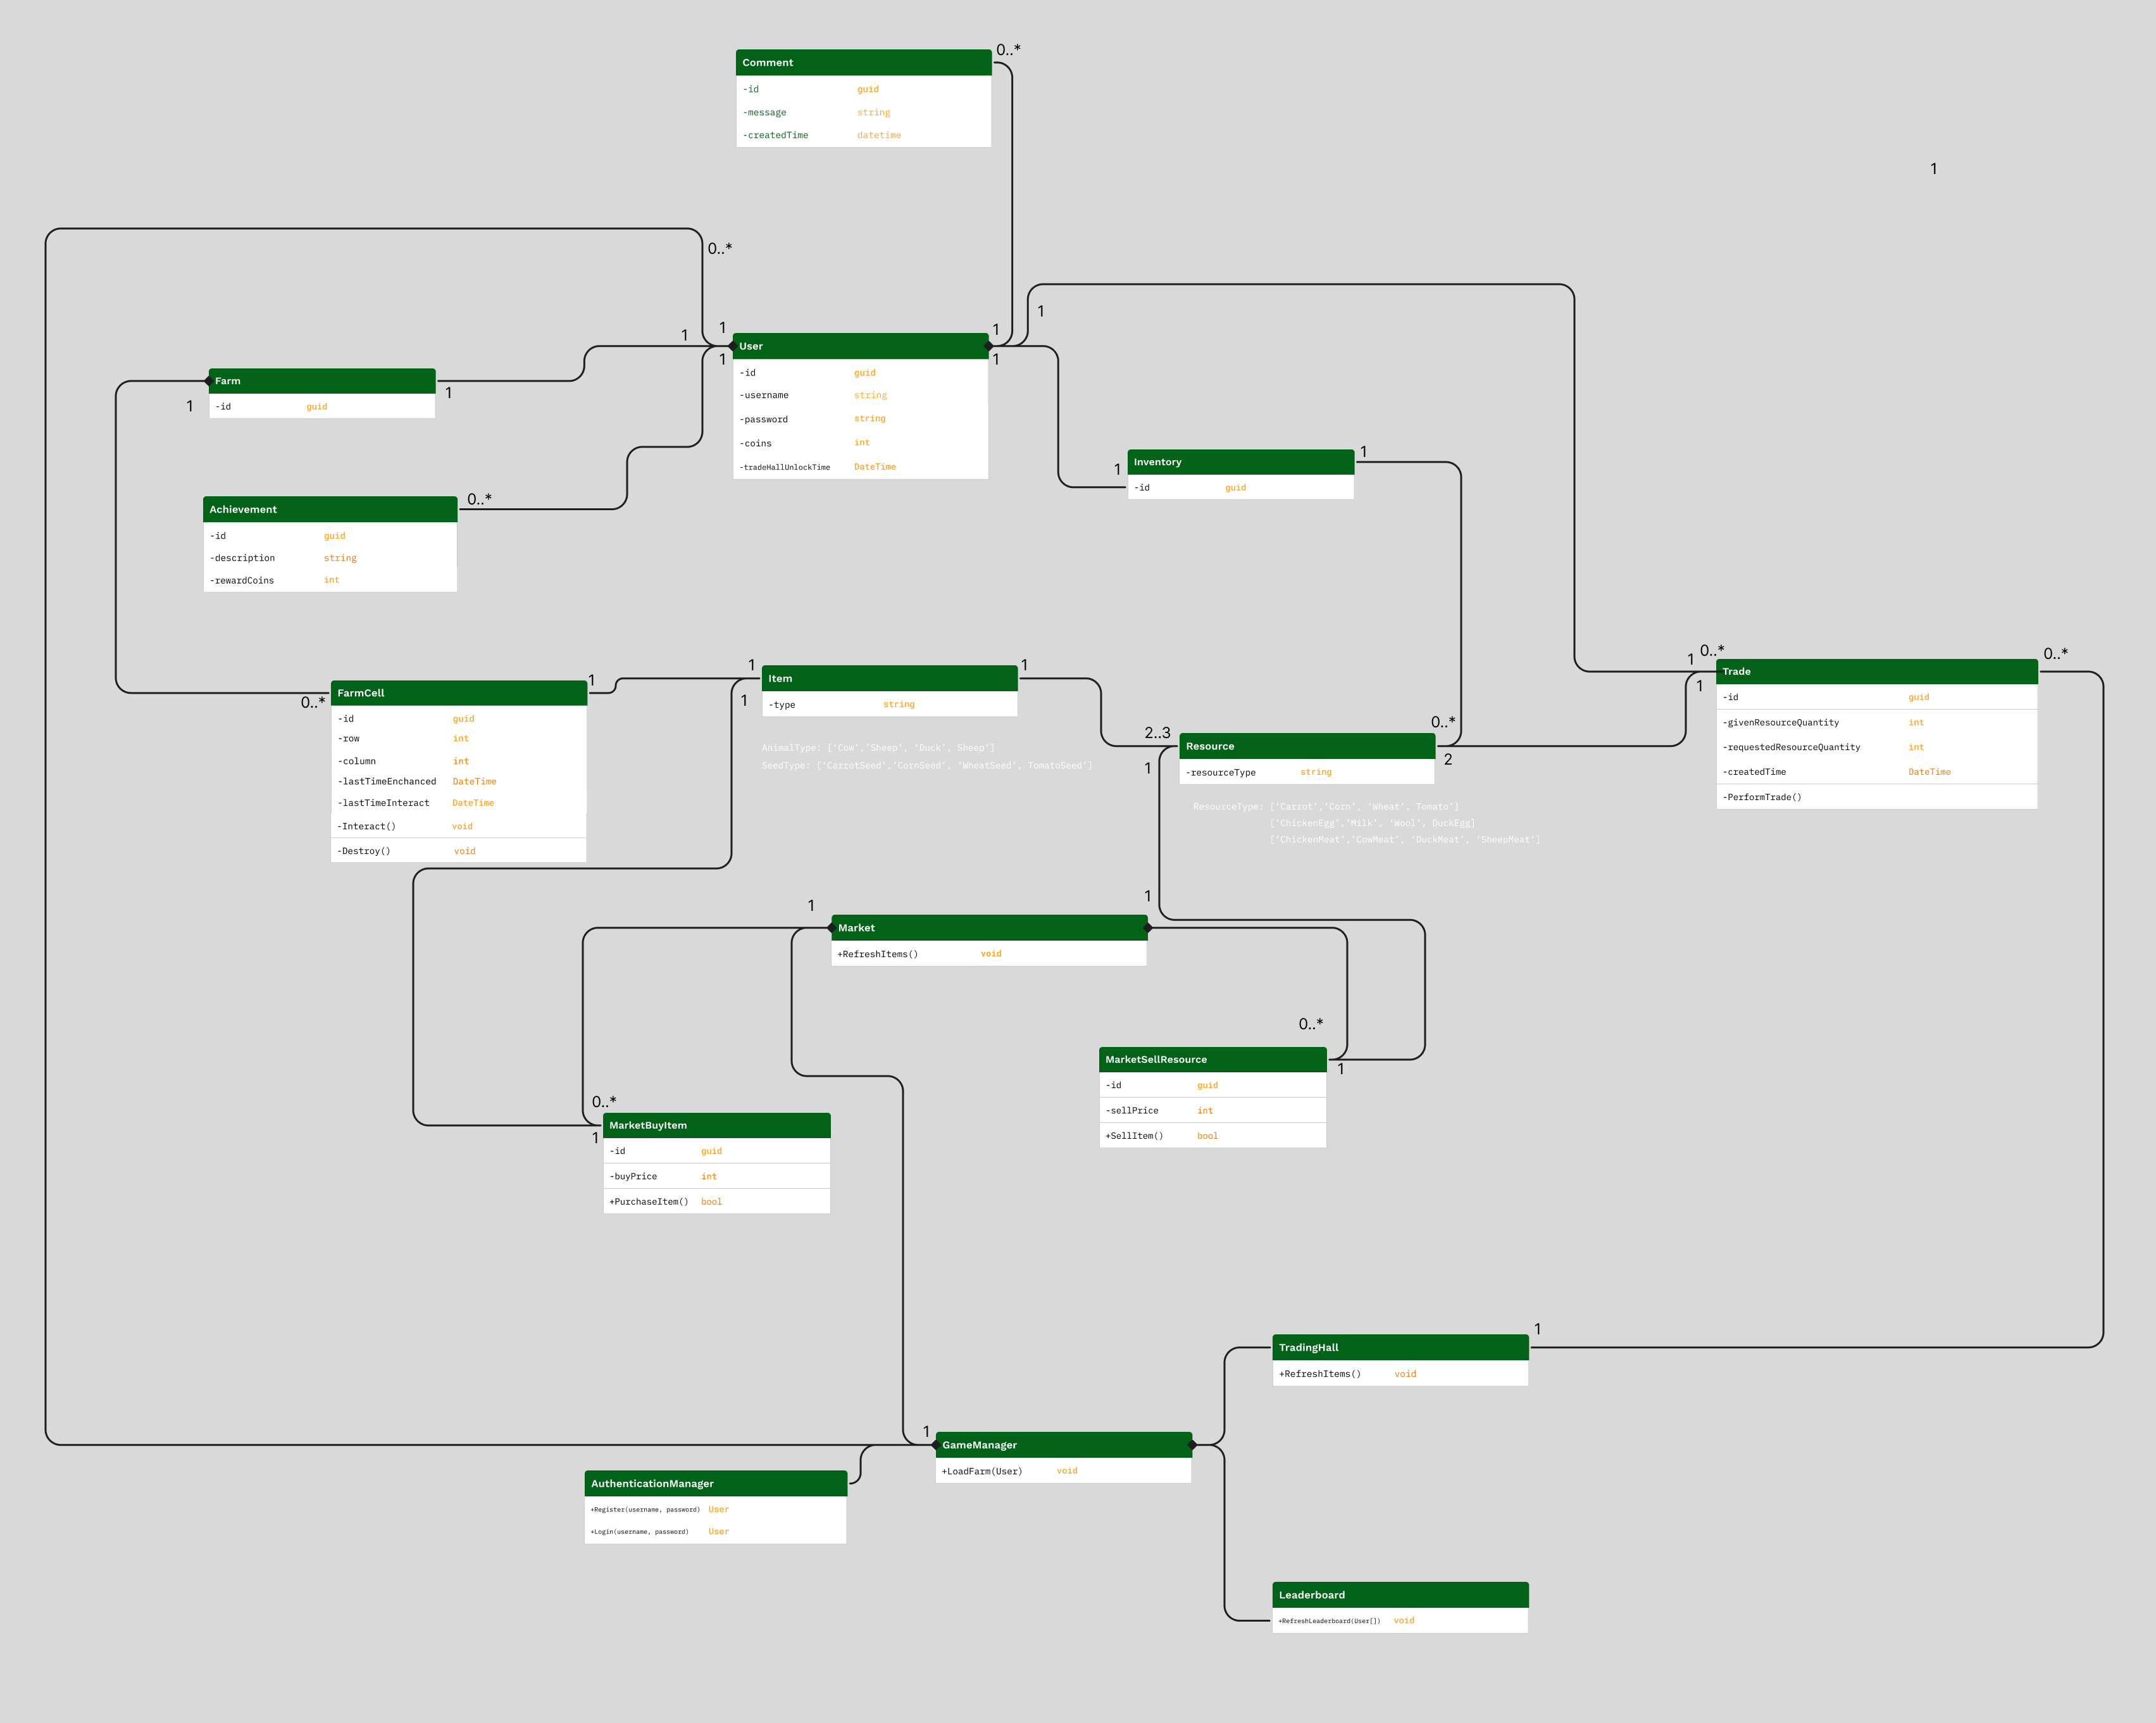 0..*
Comment
-id guid
-message string
-createdTime datetime
1
0..*
1
1 1 1
User
1 1
-id guid
-username string
-password string
-coins int
-tradeHallUnlockTime DateTime
Farm
1
-id guid
1
Inventory
1
1
-id guid
Achievement
0..*
-id guid
-description string
-rewardCoins int
FarmCell
1
0..*
-id guid
-row int
-column int
-lastTimeEnchanced DateTime
-lastTimeInteract DateTime
-Interact() void
-Destroy() void
1 1
Item
1
-type string
AnimalType: ['Cow','Sheep', 'Duck', Sheep']
SeedType: ['CarrotSeed','CornSeed', 'WheatSeed', TomatoSeed']
2..3 0..*
Resource
1 2
-resourceType string
ResourceType: ['Carrot','Corn', 'Wheat', Tomato']
['ChickenEgg','Milk', 'Wool', DuckEgg]
['ChickenMeat','CowMeat', 'DuckMeat', 'SheepMeat']
1 0..* 0..*
Trade
1
-id guid
-givenResourceQuantity int
-requestedResourceQuantity int
-createdTime DateTime
-PerformTrade()
1 1
Market
+RefreshItems() void
0..*
MarketSellResource
1
-id guid
-sellPrice int
+SellItem() bool
0..*
MarketBuyItem
1
-id guid
-buyPrice int
+PurchaseItem() bool
1
TradingHall
+RefreshItems() void
1
GameManager
+LoadFarm(User) void
AuthenticationManager
+Register(username, password) User
+Login(username, password) User
Leaderboard
+RefreshLeaderboard(User[]) void